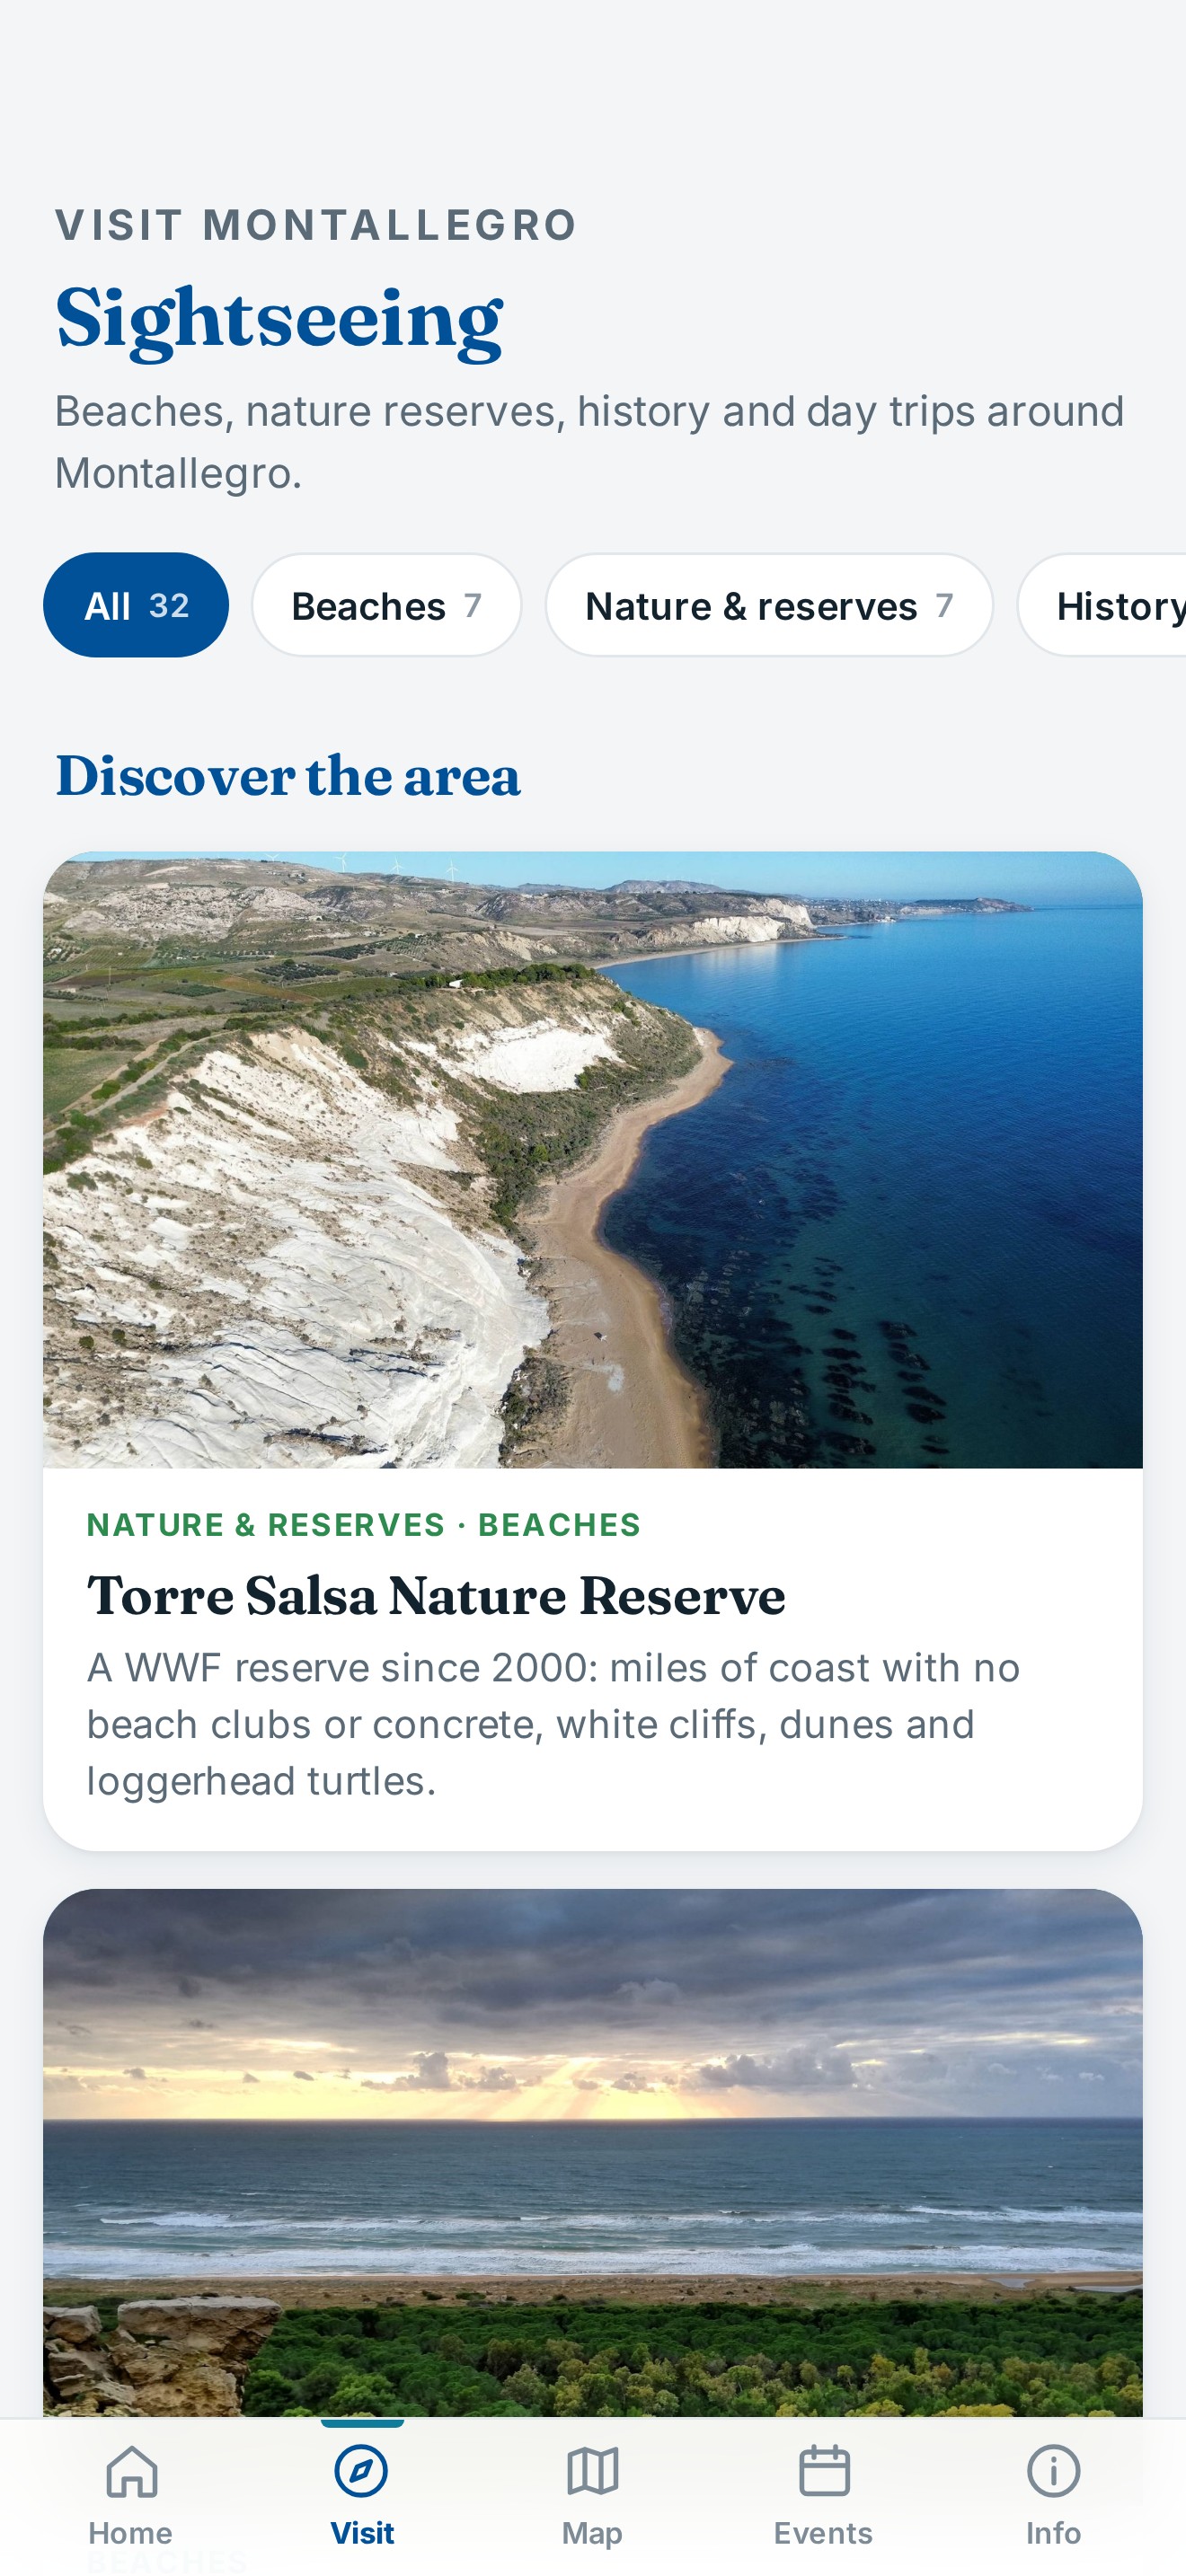 VISIT MONTALLEGRO
Sightseeing
Beaches, nature reserves, history and day trips around
Montallegro.
All 32
Beaches 7
Nature & reserves 7
History
Discover the area
NATURE & RESERVES · BEACHES
Torre Salsa Nature Reserve
A WWF reserve since 2000: miles of coast with no
beach clubs or concrete, white cliffs, dunes and
loggerhead turtles.
Home
Visit
Map
Events
Info
BEACHES